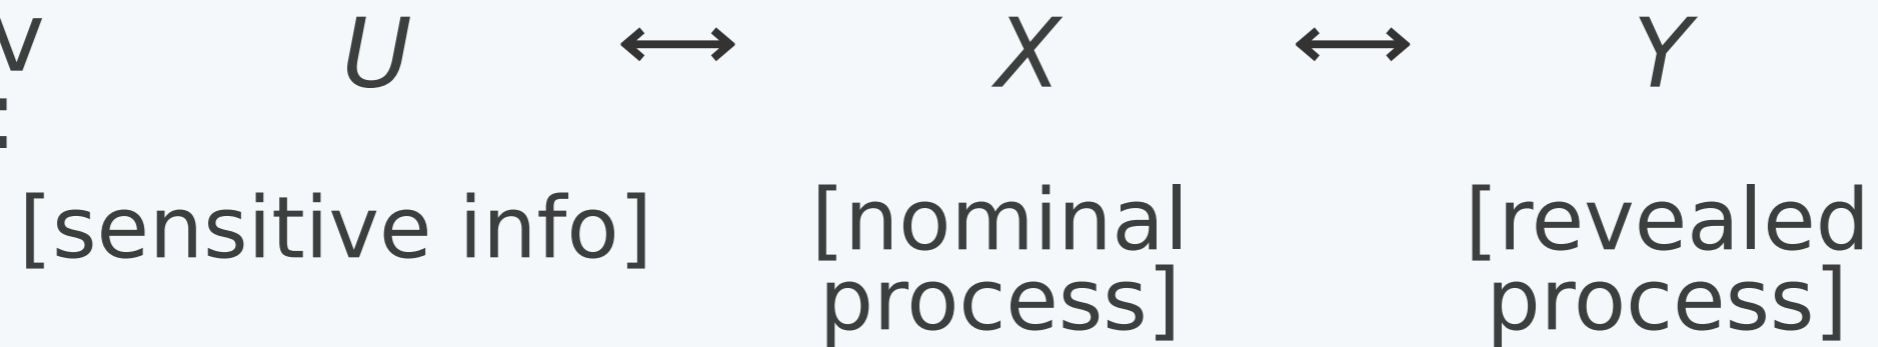 U ↔ X ↔ Y
[sensitive info] [nominal [revealed
process] process]